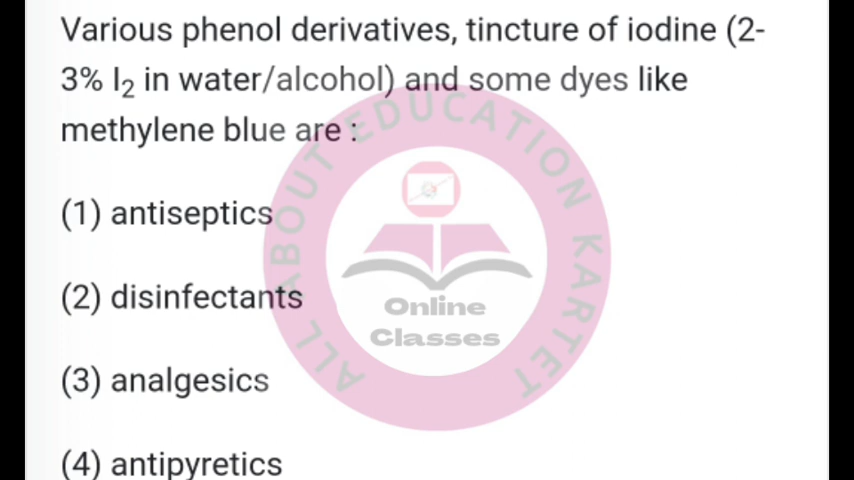 Various phenol derivatives, tincture of iodine (2-
3% I₂ in water/alcohol) and some dyes like
methylene blue are :
(1) antiseptics
(2) disinfectants
(3) analgesics
(4) antipyretics
ALL ABOUT EDUCATION KARTET
Online
Classes